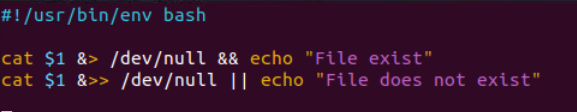 #!/usr/bin/env bash
cat $1 &> /dev/null && echo "File exist"
cat $1 &>> /dev/null || echo "File does not exist"